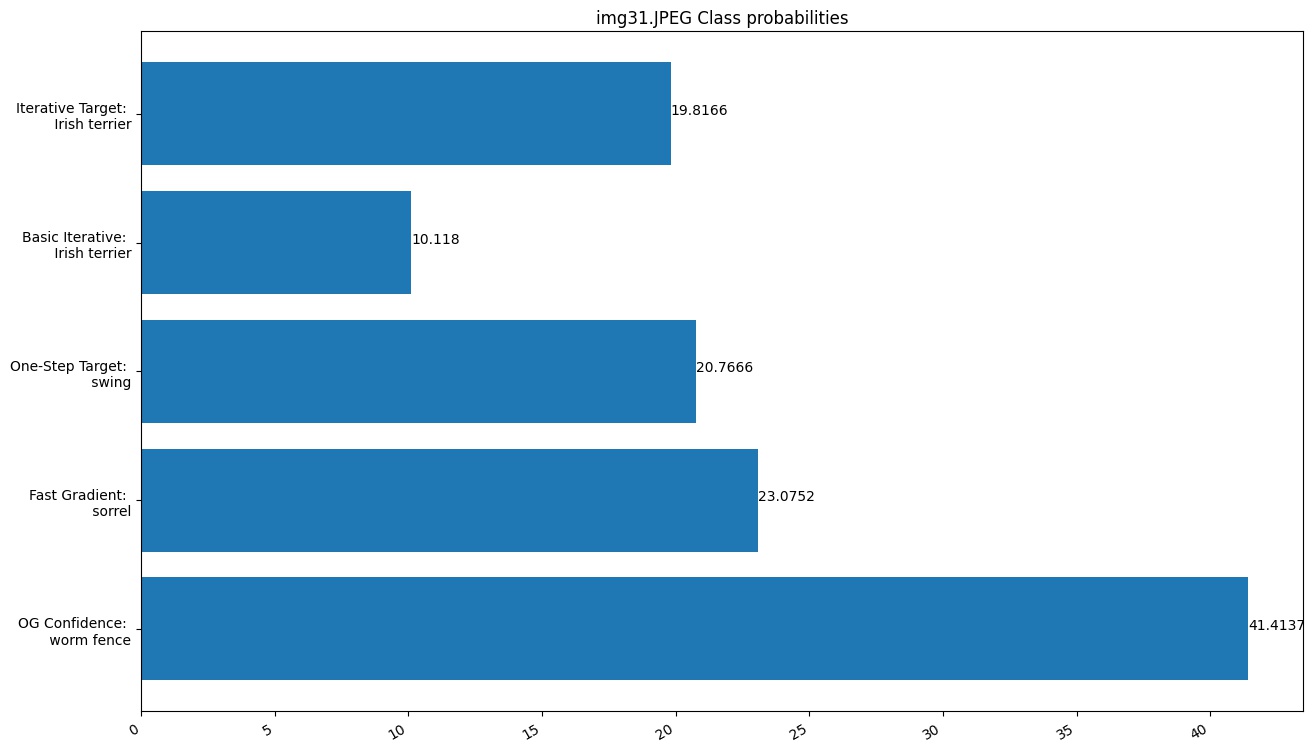 img31.JPEG Class probabilities
Iterative Target:
Irish terrier
19.8166
Basic Iterative:
Irish terrier
10.118
One-Step Target:
swing
20.7666
Fast Gradient:
sorrel
23.0752
OG Confidence:
worm fence
41.4137
0 5 10 15 20 25 30 35 40